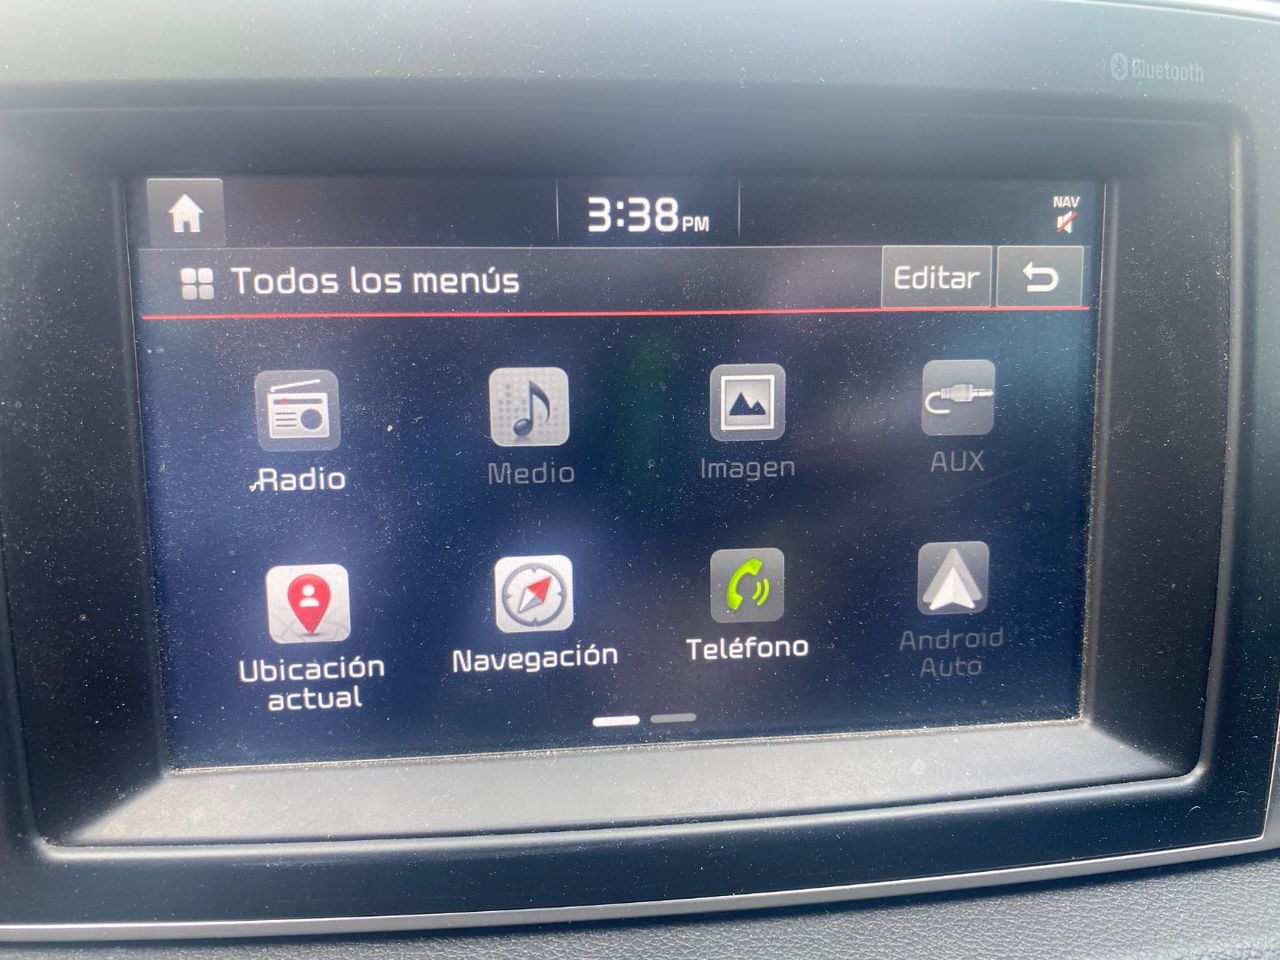 Bluetooth
3:38PM
NAV
Todos los menús
Editar
Radio
Medio
Imagen
AUX
Ubicación
actual
Navegación
Teléfono
Android
Auto